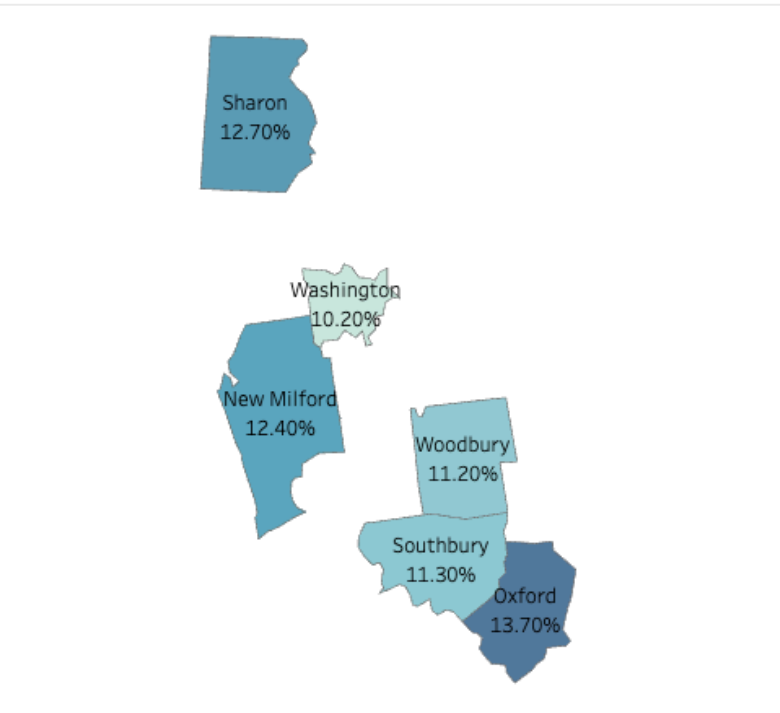 Sharon
12.70%
Washington
10.20%
New Milford
12.40%
Woodbury
11.20%
Southbury
11.30%
Oxford
13.70%